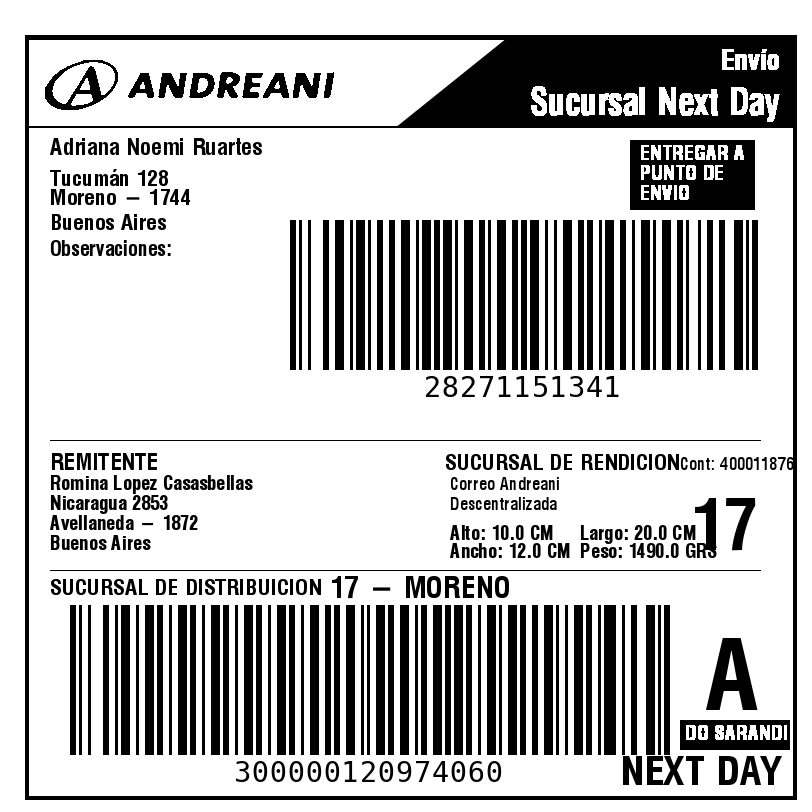 ANDREANI
Envío
Sucursal Next Day
Adriana Noemi Ruartes
Tucumán 128
Moreno – 1744
Buenos Aires
Observaciones:
ENTREGAR A
PUNTO DE
ENVIO
28271151341
REMITENTE
Romina Lopez Casasbellas
Nicaragua 2853
Avellaneda – 1872
Buenos Aires
SUCURSAL DE RENDICION Cont: 400011876
Correo Andreani
Descentralizada
Alto: 10.0 CM Largo: 20.0 CM
Ancho: 12.0 CM Peso: 1490.0 GRS
17
SUCURSAL DE DISTRIBUICION 17 – MORENO
300000120974060
A
DO SARANDI
NEXT DAY